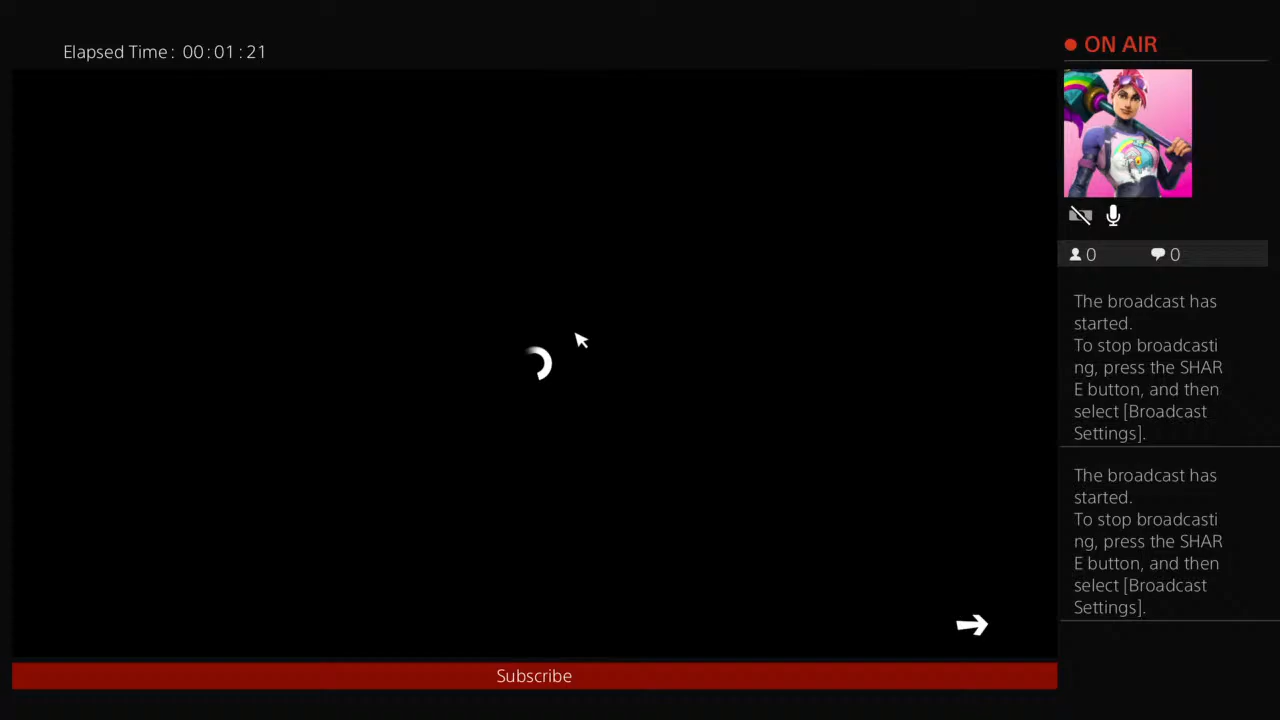 Elapsed Time: 00:01:21
ON AIR
0
0
The broadcast has
started.
To stop broadcasti
ng, press the SHAR
E button, and then
select [Broadcast
Settings].
The broadcast has
started.
To stop broadcasti
ng, press the SHAR
E button, and then
select [Broadcast
Settings].
Subscribe